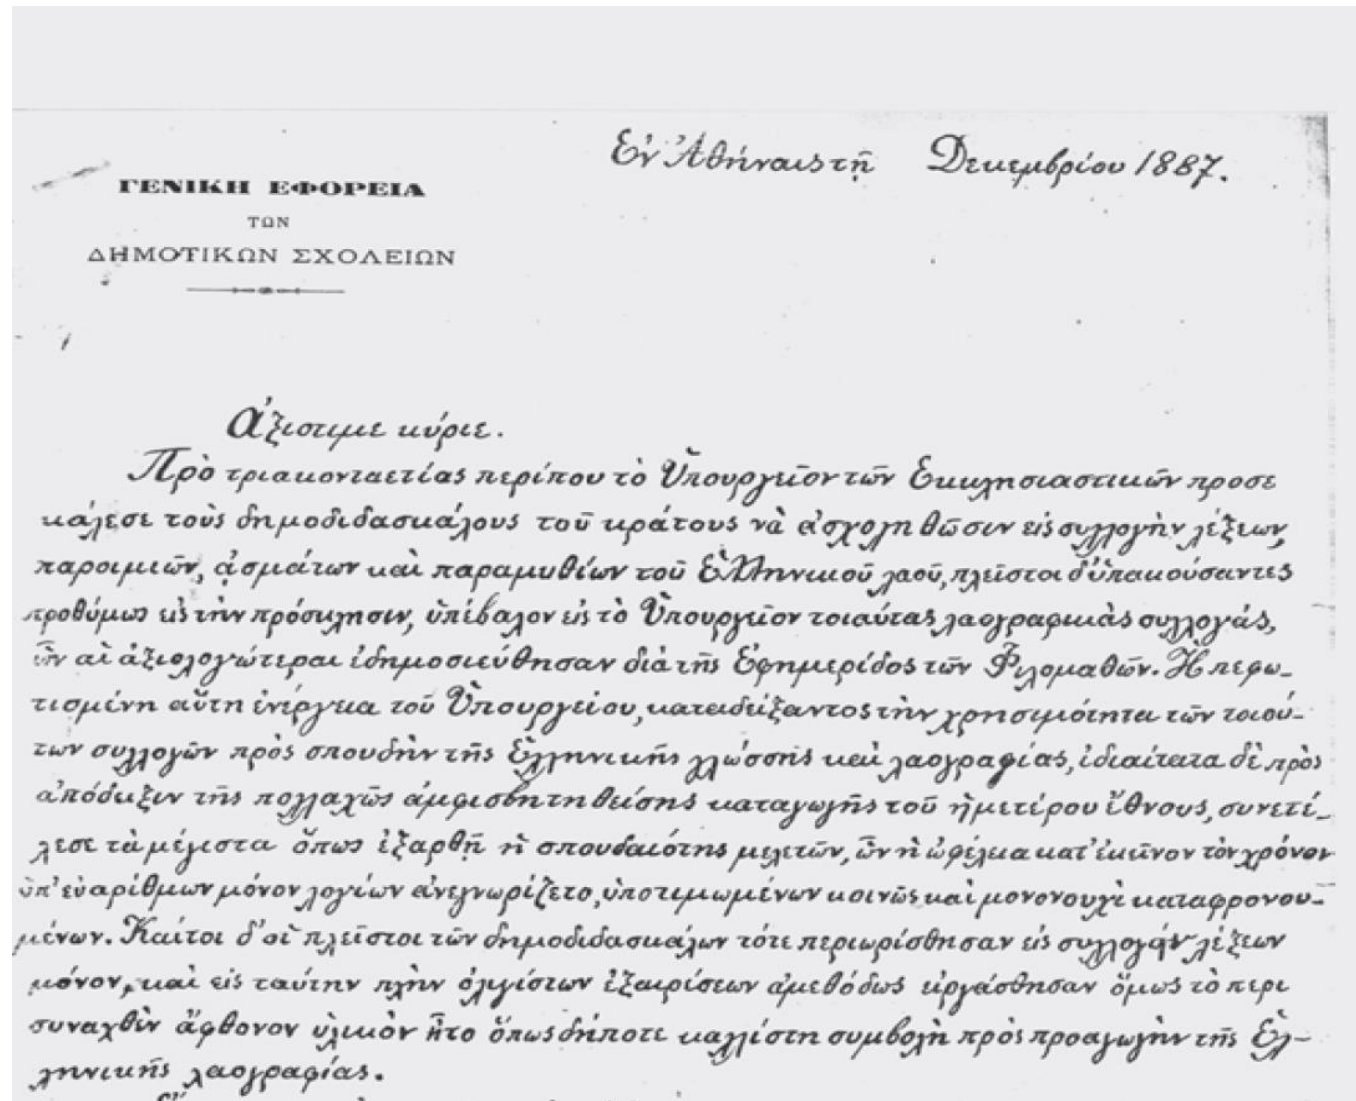 Ἐν Ἀθήναις τῇ Δεκεμβρίου 1887.
ΓΕΝΙΚΗ ΕΦΟΡΕΙΑ
ΤΩΝ
ΔΗΜΟΤΙΚΩΝ ΣΧΟΛΕΙΩΝ
Ἀξιότιμε κύριε.
Πρὸ τριακονταετίας περίπου τὸ Ὑπουργεῖον τῶν Ἐκκλησιαστικῶν προσε
κάλεσε τοὺς δημοδιδασκάλους τοῦ κράτους νὰ ἀσχοληθῶσιν εἰς συλλογὴν λέξεων,
παροιμιῶν, ᾀσμάτων καὶ παραμυθίων τοῦ Ἑλληνικοῦ λαοῦ, πλεῖστοι δ' ὑπακούσαντες
προθύμως εἰς τὴν πρόσκλησιν, ὑπέβαλον εἰς τὸ Ὑπουργεῖον τοιαύτας λαογραφικὰς συλλογάς,
ὧν αἱ ἀξιολογώτεραι ἐδημοσιεύθησαν διὰ τῆς Ἐφημερίδος τῶν Φιλομαθῶν. Ἡ πεφω-
τισμένη αὕτη ἐνέργεια τοῦ Ὑπουργείου, καταδείξαντος τὴν χρησιμότητα τῶν τοιού-
των συλλογῶν πρὸς σπουδὴν τῆς Ἑλληνικῆς γλώσσης καὶ λαογραφίας, ἰδιαίτατα δὲ πρὸς
ἀπόδειξιν τῆς πολλαχῶς ἀμφισβητηθείσης καταγωγῆς τοῦ ἡμετέρου ἔθνους, συνετέ-
λεσε τὰ μέγιστα ὅπως ἐξαρθῇ ἡ σπουδαιότης μελετῶν, ὧν ἡ ὠφέλεια κατ' ἐκεῖνον τὸν χρόνον
ὑπ' εὐαρίθμων μόνον λογίων ἀνεγνωρίζετο, ὑποτιμωμένων κοινῶς καὶ μονονουχὶ καταφρονου-
μένων. Καίτοι δ' οἱ πλεῖστοι τῶν δημοδιδασκάλων τότε περιωρίσθησαν εἰς συλλογὴν λέξεων
μόνον, καὶ εἰς ταύτην πλὴν ὀλιγίστων ἐξαιρέσεων ἀμεθόδως εἰργάσθησαν ὅμως τὸ περι
συναχθὲν ἄφθονον ὑλικὸν ἦτο ὅπως δήποτε καλλίστη συμβολὴ πρὸς προαγωγὴν τῆς Ἑλ-
ληνικῆς λαογραφίας.